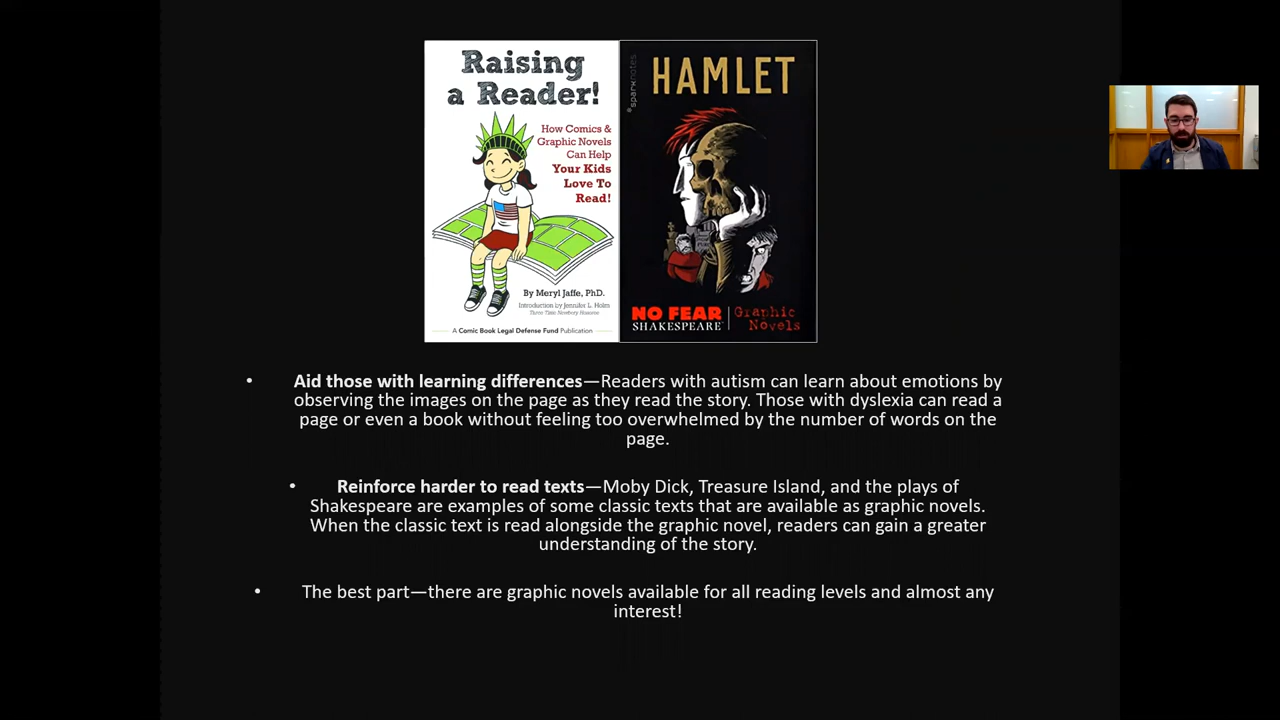 Raising
a Reader!
How Comics &
Graphic Novels
Can Help
Your Kids
Love To
Read!
By Meryl Jaffe, PhD.
Introduction by Jennifer L. Holm
Three Time Newbery Honoree
A Comic Book Legal Defense Fund Publication
sparknotes
HAMLET
NO FEAR
SHAKESPEARE
Graphic
Novels
• Aid those with learning differences—Readers with autism can learn about emotions by
observing the images on the page as they read the story. Those with dyslexia can read a
page or even a book without feeling too overwhelmed by the number of words on the
page.
• Reinforce harder to read texts—Moby Dick, Treasure Island, and the plays of
Shakespeare are examples of some classic texts that are available as graphic novels.
When the classic text is read alongside the graphic novel, readers can gain a greater
understanding of the story.
• The best part—there are graphic novels available for all reading levels and almost any
interest!